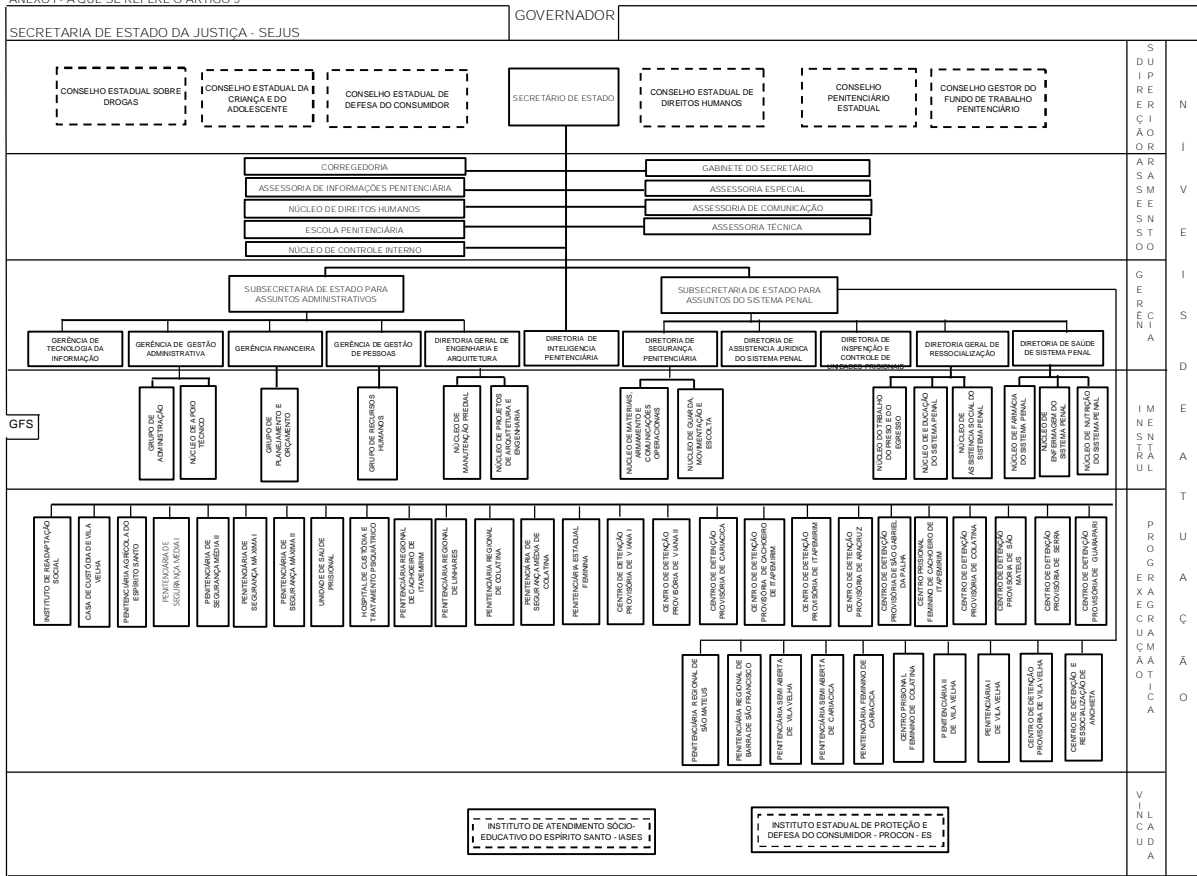 ANEXO I - A QUE SE REFERE O ARTIGO 3º
GOVERNADOR
SECRETARIA DE ESTADO DA JUSTIÇA - SEJUS
CONSELHO ESTADUAL SOBRE
DROGAS
CONSELHO ESTADUAL DA
CRIANÇA E DO
ADOLESCENTE
CONSELHO ESTADUAL DE
DEFESA DO CONSUMIDOR
SECRETÁRIO DE ESTADO
CONSELHO ESTADUAL DE
DIREITOS HUMANOS
CONSELHO
PENITENCIÁRIO
ESTADUAL
CONSELHO GESTOR DO
FUNDO DE TRABALHO
PENITENCIÁRIO
DIREÇÃO
SUPERIOR
CORREGEDORIA
GABINETE DO SECRETÁRIO
ASSESSORIA DE INFORMAÇÕES PENITENCIÁRIA
ASSESSORIA ESPECIAL
NÚCLEO DE DIREITOS HUMANOS
ASSESSORIA DE COMUNICAÇÃO
ESCOLA PENITENCIÁRIA
ASSESSORIA TÉCNICA
NÚCLEO DE CONTROLE INTERNO
ASSESSO
RAMENTO
SUBSECRETARIA DE ESTADO PARA
ASSUNTOS ADMINISTRATIVOS
SUBSECRETARIA DE ESTADO PARA
ASSUNTOS DO SISTEMA PENAL
GERÊN
CIA
GERÊNCIA DE
TECNOLOGIA DA
INFORMAÇÃO
GERÊNCIA DE GESTÃO
ADMINISTRATIVA
GERÊNCIA FINANCEIRA
GERÊNCIA DE GESTÃO
DE PESSOAS
DIRETORIA GERAL DE
ENGENHARIA E
ARQUITETURA
DIRETORIA DE
INTELIGENCIA
PENITENCIÁRIA
DIRETORIA DE
SEGURANÇA
PENITENCIÁRIA
DIRETORIA DE
ASSISTENCIA JURIDICA
DO SISTEMA PENAL
DIRETORIA DE
INSPENÇÃO E
CONTROLE DE
UNIDADES PRISIONAIS
DIRETORIA GERAL DE
RESSOCIALIZAÇÃO
DIRETORIA DE SAÚDE
DE SISTEMA PENAL
GFS
GRUPO DE
ADMINISTRAÇÃO
NÚCLEO DE APOIO
TÉCNICO
GRUPO DE
PLANEJAMENTO E
ORÇAMENTO
GRUPO DE RECURSOS
HUMANOS
NÚCLEO DE
MANUTENÇÃO PREDIAL
NÚCLEO DE PROJETOS
DE ARQUITETURA E
ENGENHARIA
NÚCLEO DE MATERIAIS,
ARMAMENTO E
COMUNICAÇÕES
OPERACIONAIS
NÚCLEO DE GUARDA,
MOVIMENTAÇÃO E
ESCOLTA
NÚCLEO DO TRABALHO
DO PRESO E DO
EGRESSO
NÚCLEO DE EDUCAÇÃO
DO SISTEMA PENAL
NÚCLEO DE
ASSISTENCIA SOCIAL DO
SISTEMA PENAL
NÚCLEO DE FARMÁCIA
DO SISTEMA PENAL
NÚCLEO DE
ENFERMAGEM DO
SISTEMA PENAL
NÚCLEO DE NUTRIÇÃO
DO SISTEMA PENAL
INSTRU
MENTAL
INSTITUTO DE READAPTAÇÃO
SOCIAL
CASA DE CUSTÓDIA DE VILA
VELHA
PENITENCIÁRIA AGRÍCOLA DO
ESPÍRITO SANTO
PENITENCIÁRIA DE
SEGURANÇA MÉDIA I
PENITENCIÁRIA DE
SEGURANÇA MÉDIA II
PENITENCIÁRIA DE
SEGURANÇA MÁXIMA I
PENITENCIÁRIA DE
SEGURANÇA MÁXIMA II
UNIDADE DE SAÚDE
PRISIONAL
HOSPITAL DE CUSTÓDIA E
TRATAMENTO PSIQUIÁTRICO
PENITENCIÁRIA REGIONAL
DE CACHOEIRO DE
ITAPEMIRIM
PENITENCIÁRIA REGIONAL
DE LINHARES
PENITENCIÁRIA REGIONAL
DE COLATINA
PENITENCIÁRIA DE
SEGURANÇA MÉDIA DE
COLATINA
PENITENCIÁRIA ESTADUAL
FEMININA
CENTRO DE DETENÇÃO
PROVISÓRIA DE VIANA I
CENTRO DE DETENÇÃO
PROVISÓRIA DE VIANA II
CENTRO DE DETENÇÃO
PROVISÓRIA DE CARIACICA
CENTRO DE DETENÇÃO
PROVISÓRIA DE CACHOEIRO
DE ITAPEMIRIM
CENTRO DE DETENÇÃO
PROVISÓRIA DE ITAPEMIRIM
CENTRO DE DETENÇÃO
PROVISÓRIA DE ARACRUZ
CENTRO DE DETENÇÃO
PROVISÓRIA DE SÃO GABRIEL
DA PALHA
CENTRO PRISIONAL
FEMININO DE CACHOEIRO DE
ITAPEMIRIM
CENTRO DE DETENÇÃO
PROVISÓRIA DE COLATINA
CENTRO DE DETENÇÃO
PROVISÓRIA DE SÃO
MATEUS
CENTRO DE DETENÇÃO
PROVISÓRIA DE SERRA
CENTRO DE DETENÇÃO
PROVISÓRIA DE GUARAPARI
PENITENCIÁRIA REGIONAL DE
SÃO MATEUS
PENITENCIÁRIA REGIONAL DE
BARRA DE SÃO FRANCISCO
PENITENCIÁRIA SEMI ABERTA
DE VILA VELHA
PENITENCIÁRIA SEMI ABERTA
DE CARIACICA
PENITENCIÁRIA FEMININO DE
CARIACICA
CENTRO PRISIONAL
FEMININO DE COLATINA
PENITENCIÁRIA II
DE VILA VELHA
PENITENCIÁRIA I
DE VILA VELHA
CENTRO DE DETENÇÃO
PROVISÓRIA DE VILA VELHA
CENTRO DE DETENÇÃO E
RESSOCIALIZAÇÃO DE
ANCHIETA
EXECUÇÃO
PROGRAGRAMÁTICA
INSTITUTO DE ATENDIMENTO SÓCIO-
EDUCATIVO DO ESPÍRITO SANTO - IASES
INSTITUTO ESTADUAL DE PROTEÇÃO E
DEFESA DO CONSUMIDOR - PROCON - ES
VINCU
LADA
NÍVEIS DE ATUAÇÃO